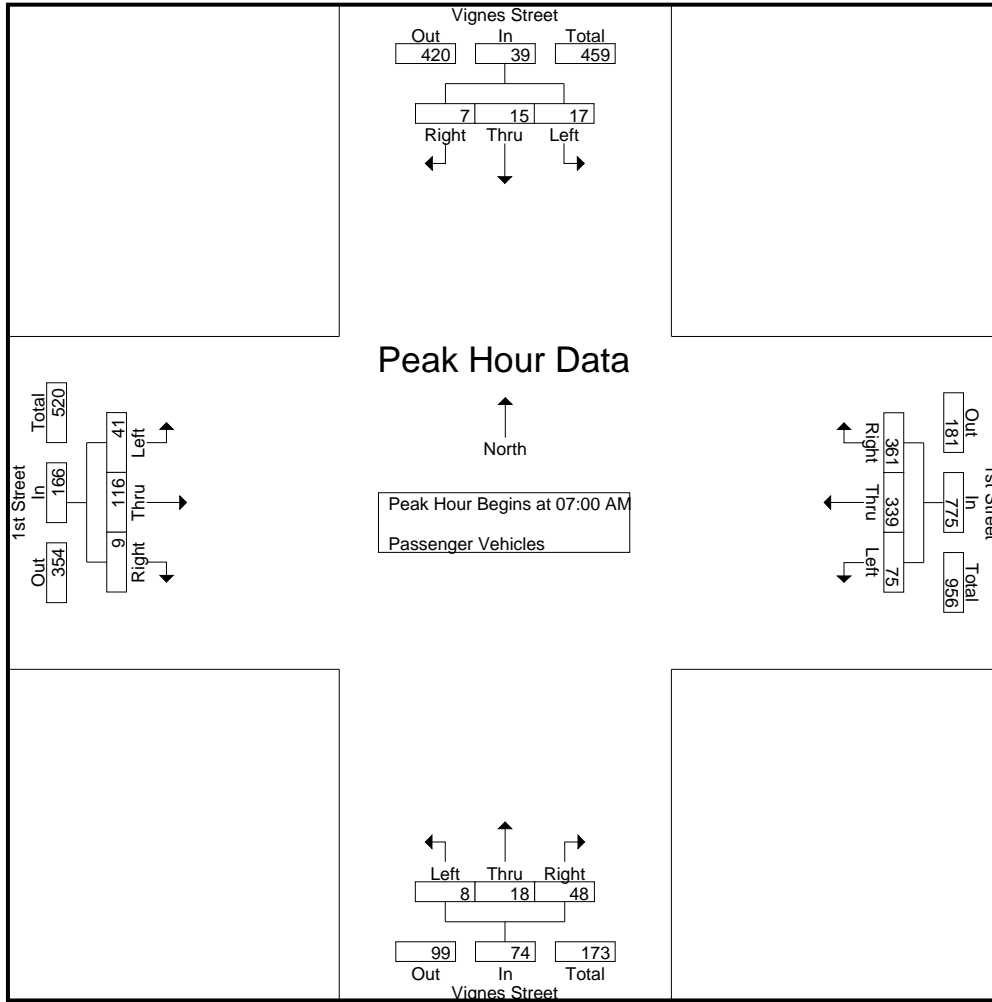 Vignes Street
Out In Total
420 39 459
7 15 17
Right Thru Left
Peak Hour Data
North
Peak Hour Begins at 07:00 AM
Passenger Vehicles
1st Street
Total In Out
520 166 354
41 116 9
Left Thru Right
1st Street
Out In Total
181 775 956
361 339 75
Right Thru Left
Left Thru Right
8 18 48
99 74 173
Out In Total
Vignes Street